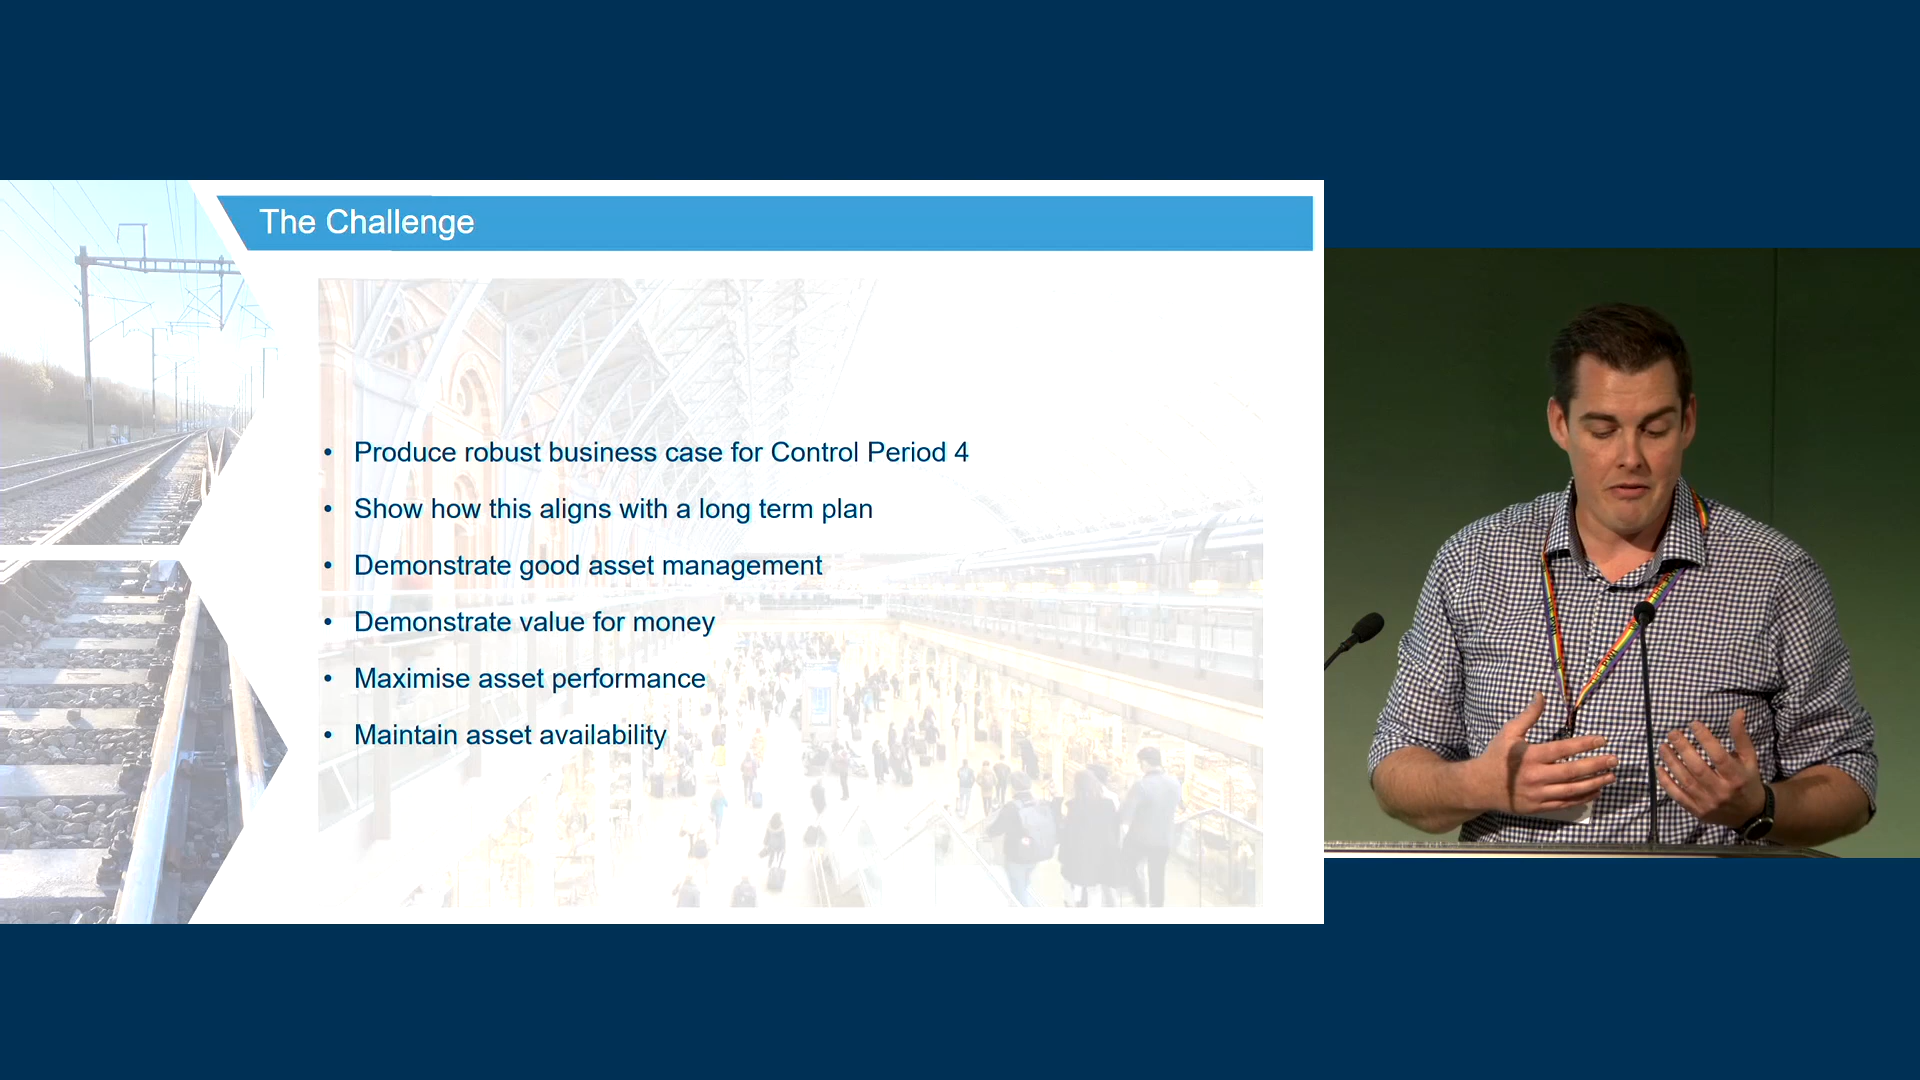 The Challenge
• Produce robust business case for Control Period 4
• Show how this aligns with a long term plan
• Demonstrate good asset management
• Demonstrate value for money
• Maximise asset performance
• Maintain asset availability